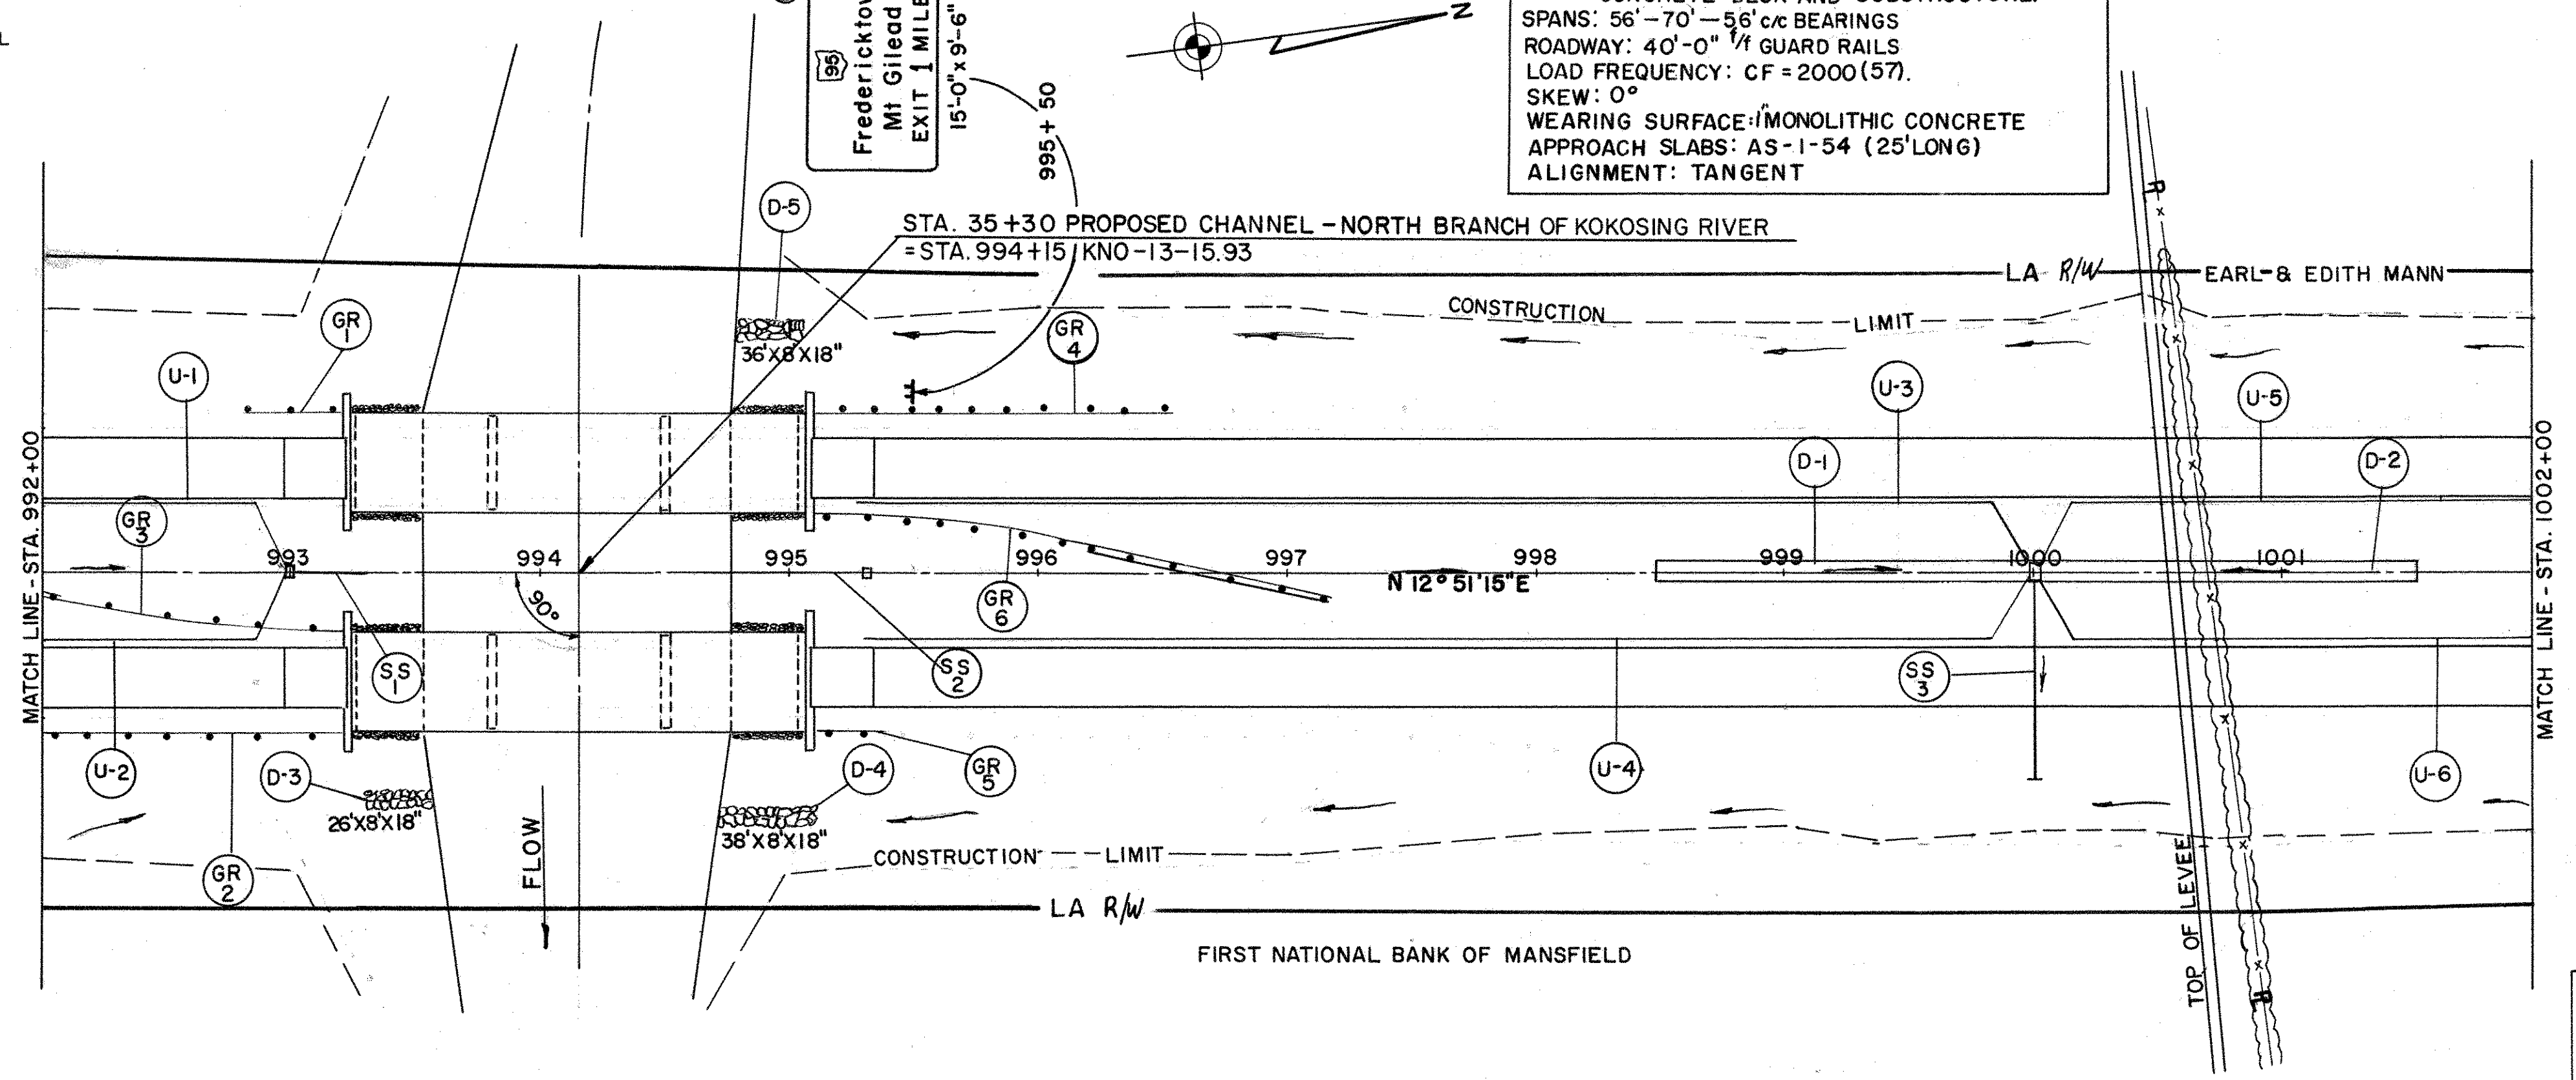 95
Fredericktow
Mt Gilead
EXIT 1 MILE
15'-0" x 9'-6"
995+50
N
SPANS: 56'-70'-56' c/c BEARINGS
ROADWAY: 40'-0" f/f GUARD RAILS
LOAD FREQUENCY: CF = 2000 (57).
SKEW: 0°
WEARING SURFACE: 1" MONOLITHIC CONCRETE
APPROACH SLABS: AS-1-54 (25' LONG)
ALIGNMENT: TANGENT
D-5
STA. 35+30 PROPOSED CHANNEL - NORTH BRANCH OF KOKOSING RIVER
= STA. 994+15 KNO-13-15.93
LA R/W
EARL & EDITH MANN
CONSTRUCTION
LIMIT
GR
1
36'X8'X18"
GR
4
U-1
U-3
U-5
D-1
D-2
MATCH LINE - STA. 992+00
MATCH LINE - STA. 1002+00
GR
3
993
994
995
996
997
998
999
1000
1001
N 12° 51' 15" E
90°
GR
6
SS
1
SS
2
SS
3
U-2
D-3
D-4
GR
5
U-4
U-6
26'X8'X18"
38'X8'X18"
FLOW
GR
2
CONSTRUCTION
LIMIT
TOP OF LEVEE
LA R/W
FIRST NATIONAL BANK OF MANSFIELD